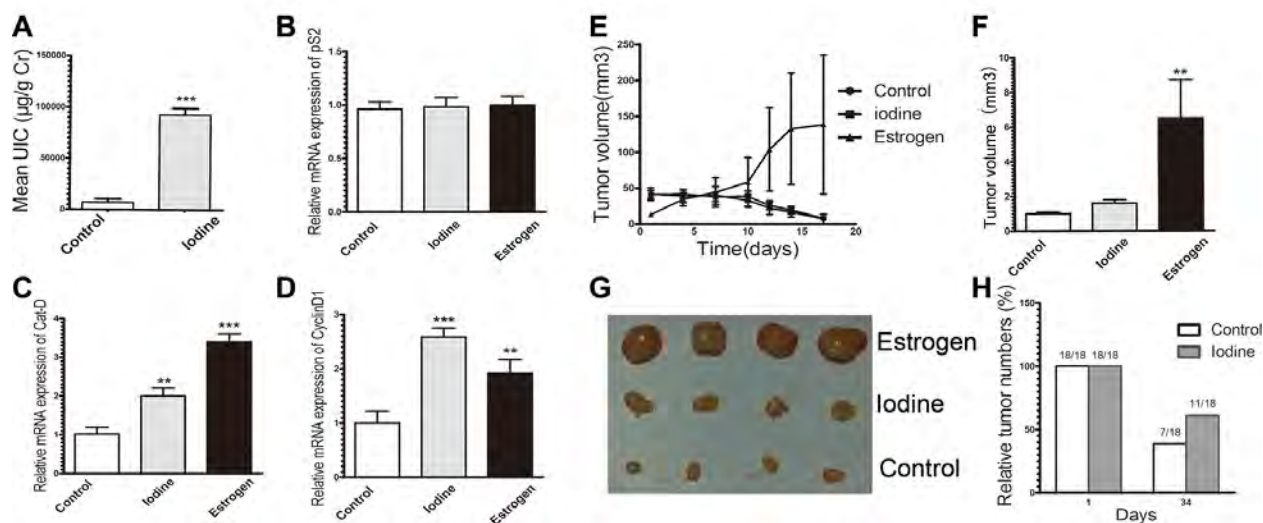 A
Mean UIC (μg/g Cr)
150000
100000
50000
0
***
Control
Iodine
B
Relative mRNA expression of pS2
1.5
1.0
0.5
0.0
Control
Iodine
Estrogen
E
Tumor volume(mm3)
250
200
150
100
50
0
0
5
10
15
20
Time(days)
Control
iodine
Estrogen
F
Tumor volume (mm3)
10
8
6
4
2
0
**
Control
Iodine
Estrogen
C
Relative mRNA expression of Cat-D
4
3
2
1
0
**
***
Control
Iodine
Estrogen
D
Relative mRNA expression of CyclinD1
3
2
1
0
***
**
Control
Iodine
Estrogen
G
Estrogen
Iodine
Control
H
Relative tumor numbers (%)
150
100
50
0
18/18
18/18
7/18
11/18
1
34
Days
Control
Iodine